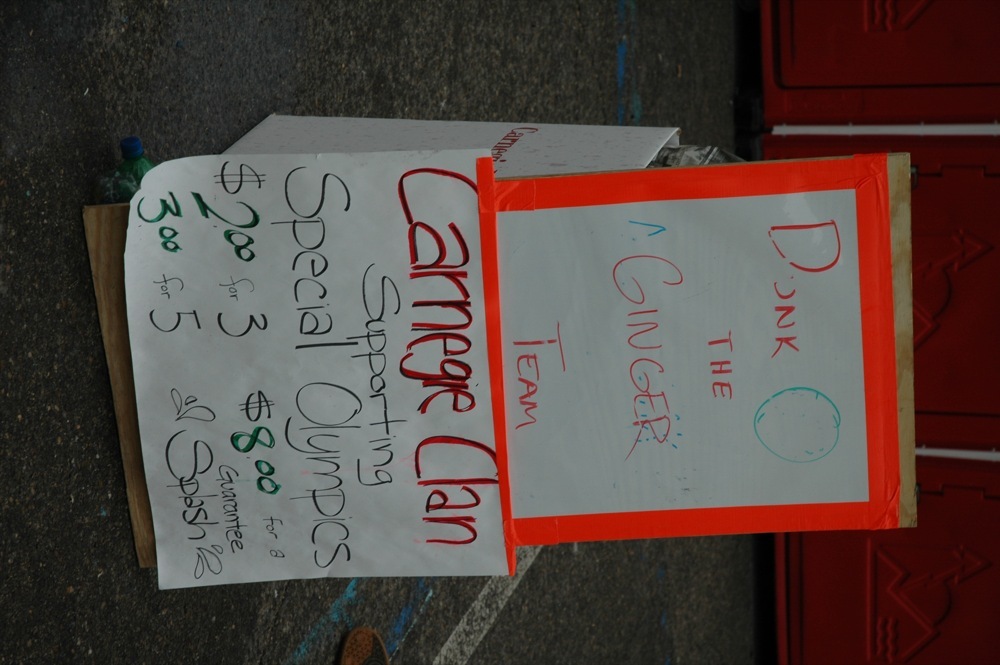 DUNK
THE
GINGER
TEAM
Carnegie Clan
Supporting
Special Olympics
$2.00 for 3
3.00 for 5
$8.00 for a
Guarantee
Splash